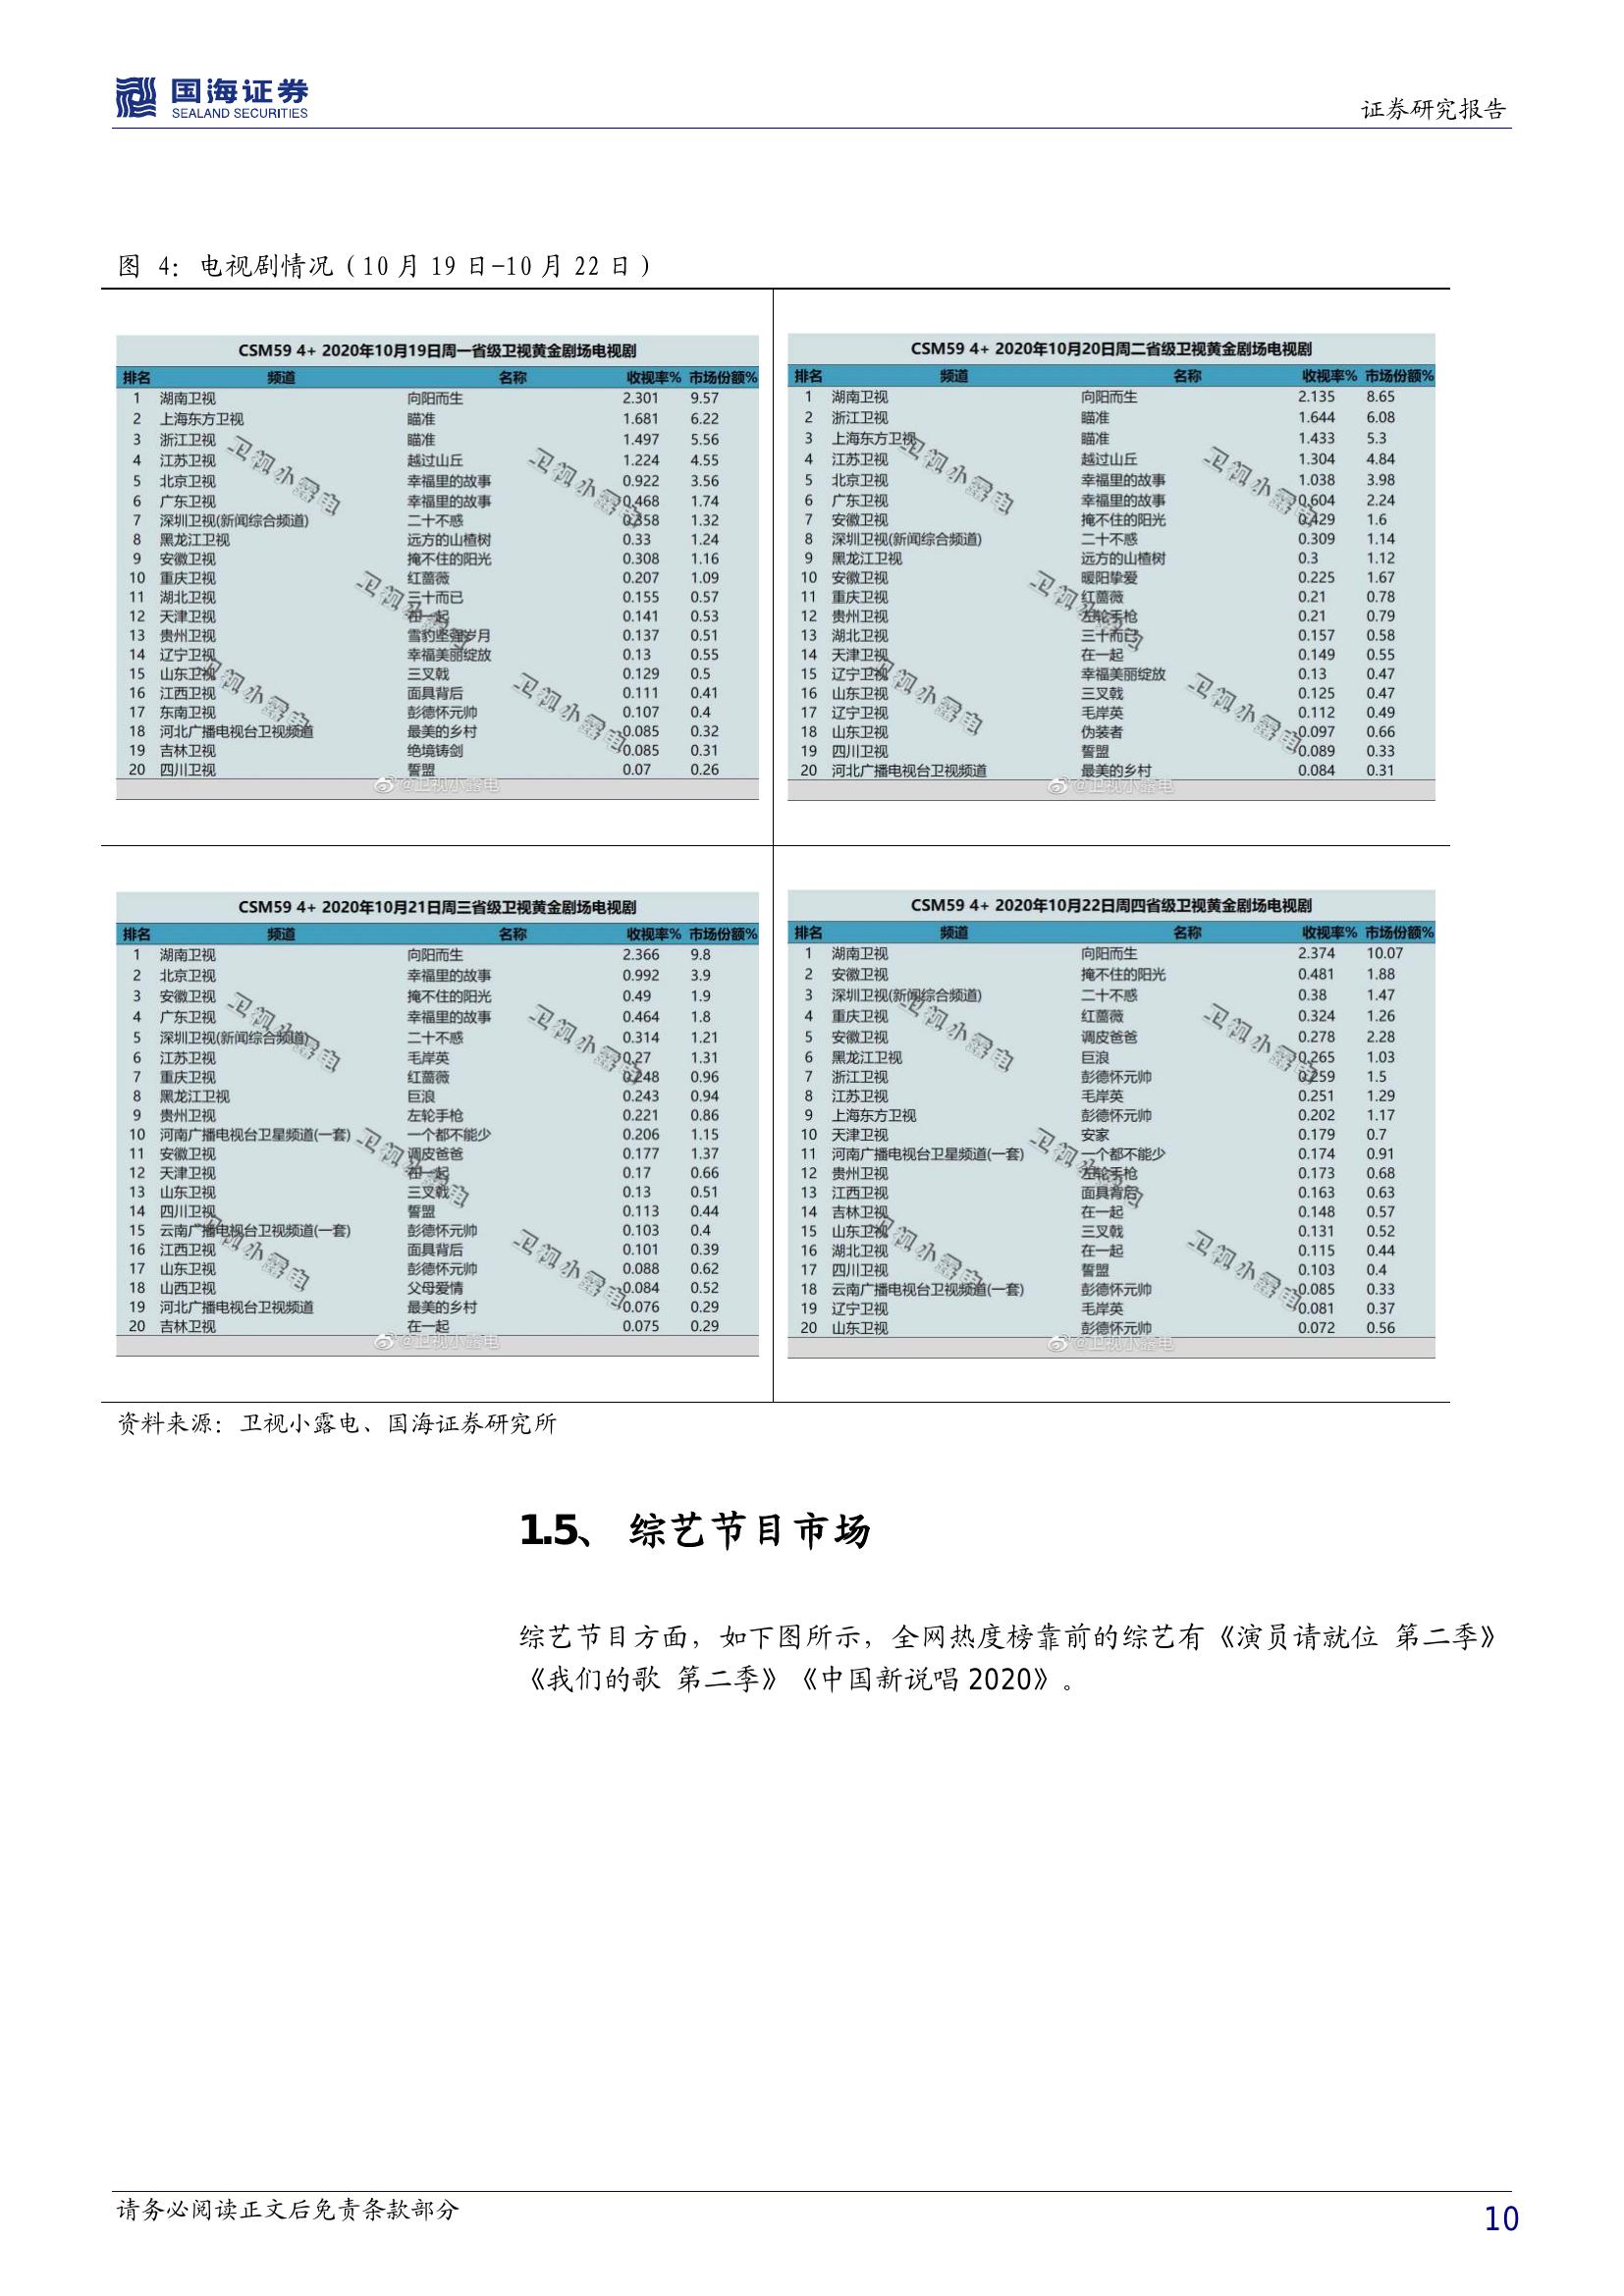 国海证券
SEALAND SECURITIES
证券研究报告
图 4：电视剧情况（10 月 19 日-10 月 22 日）
CSM59 4+ 2020年10月19日周一省级卫视黄金剧场电视剧
排名 频道 名称 收视率% 市场份额%
1 湖南卫视 向阳而生 2.301 9.57
2 上海东方卫视 瞄准 1.681 6.22
3 浙江卫视 瞄准 1.497 5.56
4 江苏卫视 越过山丘 1.224 4.55
5 北京卫视 幸福里的故事 0.922 3.56
6 广东卫视 幸福里的故事 0.468 1.74
7 深圳卫视(新闻综合频道) 二十不惑 0.358 1.32
8 黑龙江卫视 远方的山楂树 0.33 1.24
9 安徽卫视 掩不住的阳光 0.308 1.16
10 重庆卫视 红蔷薇 0.207 1.09
11 湖北卫视 三十而已 0.155 0.57
12 天津卫视 在一起 0.141 0.53
13 贵州卫视 雪豹坚强岁月 0.137 0.51
14 辽宁卫视 幸福美丽绽放 0.13 0.55
15 山东卫视 三叉戟 0.129 0.5
16 江西卫视 面具背后 0.111 0.41
17 东南卫视 彭德怀元帅 0.107 0.4
18 河北广播电视台卫视频道 最美的乡村 0.085 0.32
19 吉林卫视 绝境铸剑 0.085 0.31
20 四川卫视 誓盟 0.07 0.26
@卫视小露电
CSM59 4+ 2020年10月20日周二省级卫视黄金剧场电视剧
排名 频道 名称 收视率% 市场份额%
1 湖南卫视 向阳而生 2.135 8.65
2 浙江卫视 瞄准 1.644 6.08
3 上海东方卫视 瞄准 1.433 5.3
4 江苏卫视 越过山丘 1.304 4.84
5 北京卫视 幸福里的故事 1.038 3.98
6 广东卫视 幸福里的故事 0.604 2.24
7 安徽卫视 掩不住的阳光 0.429 1.6
8 深圳卫视(新闻综合频道) 二十不惑 0.309 1.14
9 黑龙江卫视 远方的山楂树 0.3 1.12
10 安徽卫视 暖阳挚爱 0.225 1.67
11 重庆卫视 红蔷薇 0.21 0.78
12 贵州卫视 左轮手枪 0.21 0.79
13 湖北卫视 三十而已 0.157 0.58
14 天津卫视 在一起 0.149 0.55
15 辽宁卫视 幸福美丽绽放 0.13 0.47
16 山东卫视 三叉戟 0.125 0.47
17 辽宁卫视 毛岸英 0.112 0.49
18 山东卫视 伪装者 0.097 0.66
19 四川卫视 誓盟 0.089 0.33
20 河北广播电视台卫视频道 最美的乡村 0.084 0.31
@卫视小露电
CSM59 4+ 2020年10月21日周三省级卫视黄金剧场电视剧
排名 频道 名称 收视率% 市场份额%
1 湖南卫视 向阳而生 2.366 9.8
2 北京卫视 幸福里的故事 0.992 3.9
3 安徽卫视 掩不住的阳光 0.49 1.9
4 广东卫视 幸福里的故事 0.464 1.8
5 深圳卫视(新闻综合频道) 二十不惑 0.314 1.21
6 江苏卫视 毛岸英 0.27 1.31
7 重庆卫视 红蔷薇 0.248 0.96
8 黑龙江卫视 巨浪 0.243 0.94
9 贵州卫视 左轮手枪 0.221 0.86
10 河南广播电视台卫星频道(一套) 一个都不能少 0.206 1.15
11 安徽卫视 调皮爸爸 0.177 1.37
12 天津卫视 在一起 0.17 0.66
13 山东卫视 三叉戟 0.13 0.51
14 四川卫视 誓盟 0.113 0.44
15 云南广播电视台卫视频道(一套) 彭德怀元帅 0.103 0.4
16 江西卫视 面具背后 0.101 0.39
17 山东卫视 彭德怀元帅 0.088 0.62
18 山西卫视 父母爱情 0.084 0.52
19 河北广播电视台卫视频道 最美的乡村 0.076 0.29
20 吉林卫视 在一起 0.075 0.29
@卫视小露电
CSM59 4+ 2020年10月22日周四省级卫视黄金剧场电视剧
排名 频道 名称 收视率% 市场份额%
1 湖南卫视 向阳而生 2.374 10.07
2 安徽卫视 掩不住的阳光 0.481 1.88
3 深圳卫视(新闻综合频道) 二十不惑 0.38 1.47
4 重庆卫视 红蔷薇 0.324 1.26
5 安徽卫视 调皮爸爸 0.278 2.28
6 黑龙江卫视 巨浪 0.265 1.03
7 浙江卫视 彭德怀元帅 0.259 1.5
8 江苏卫视 毛岸英 0.251 1.29
9 上海东方卫视 彭德怀元帅 0.202 1.17
10 天津卫视 安家 0.179 0.7
11 河南广播电视台卫星频道(一套) 一个都不能少 0.174 0.91
12 贵州卫视 左轮手枪 0.173 0.68
13 江西卫视 面具背后 0.163 0.63
14 吉林卫视 在一起 0.148 0.57
15 山东卫视 三叉戟 0.131 0.52
16 湖北卫视 在一起 0.115 0.44
17 四川卫视 誓盟 0.103 0.4
18 云南广播电视台卫视频道(一套) 彭德怀元帅 0.085 0.33
19 辽宁卫视 毛岸英 0.081 0.37
20 山东卫视 彭德怀元帅 0.072 0.56
@卫视小露电
资料来源：卫视小露电、国海证券研究所
1.5、 综艺节目市场
综艺节目方面，如下图所示，全网热度榜靠前的综艺有《演员请就位 第二季》
《我们的歌 第二季》《中国新说唱 2020》。
请务必阅读正文后免责条款部分
10